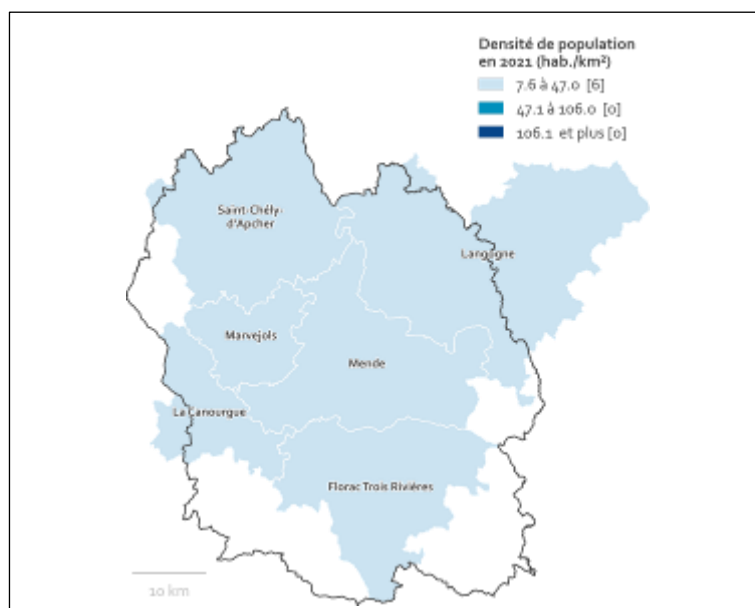 Densité de population
en 2021 (hab./km²)
7.6 à 47.0 [6]
47.1 à 106.0 [0]
106.1 et plus [0]
Saint-Chély-
d'Apcher
Langogne
Marvejols
Mende
La Canourgue
Florac Trois Rivières
10 km